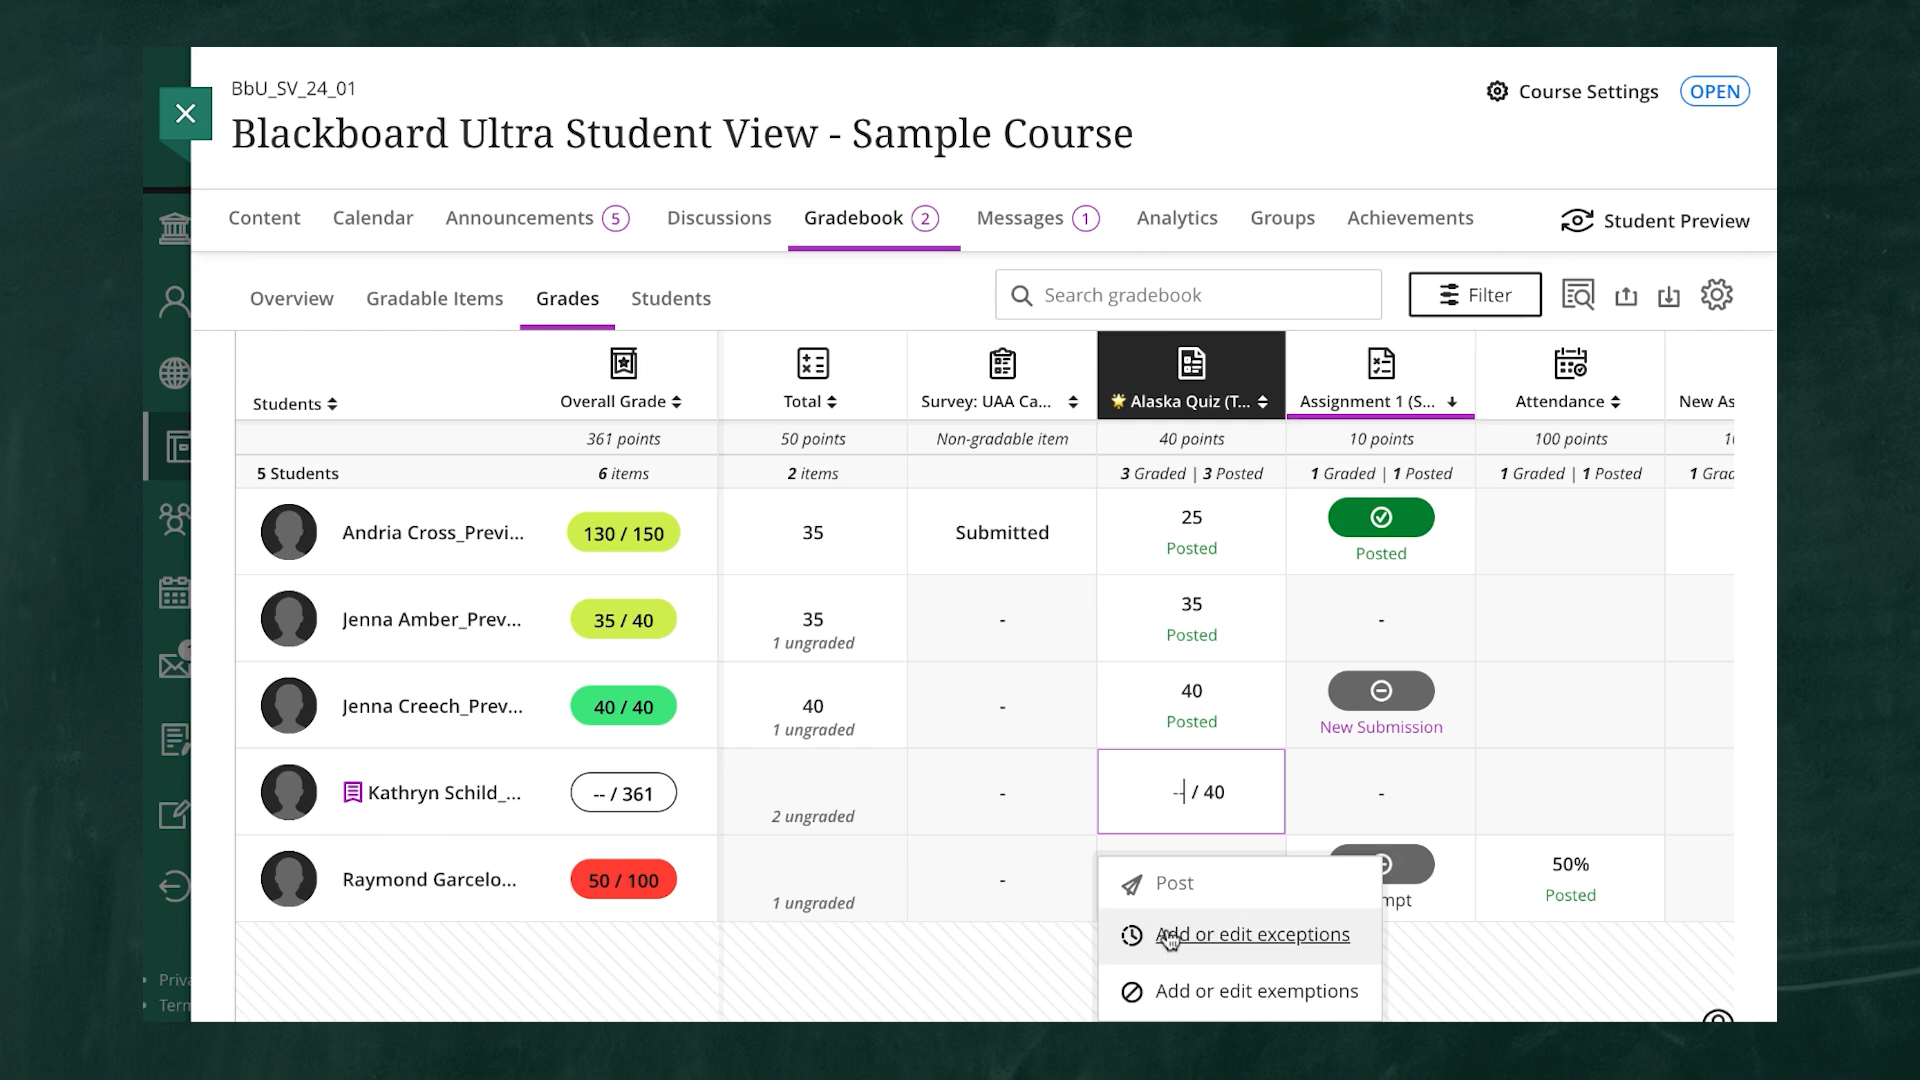 BbU_SV_24_01
Blackboard Ultra Student View - Sample Course
Course Settings
OPEN
Content
Calendar
Announcements 5
Discussions
Gradebook 2
Messages 1
Analytics
Groups
Achievements
Student Preview
Overview
Gradable Items
Grades
Students
Search gradebook
Filter
Students
Overall Grade
Total
Survey: UAA Ca...
Alaska Quiz (T...
Assignment 1 (S...
Attendance
New As
361 points
50 points
Non-gradable item
40 points
10 points
100 points
5 Students
6 items
2 items
3 Graded | 3 Posted
1 Graded | 1 Posted
1 Graded | 1 Posted
1 Grad
Andria Cross_Previ...
130 / 150
35
Submitted
25
Posted
Posted
Jenna Amber_Prev...
35 / 40
35
1 ungraded
-
35
Posted
-
Jenna Creech_Prev...
40 / 40
40
1 ungraded
-
40
Posted
New Submission
Kathryn Schild_...
-- / 361
2 ungraded
-
-- / 40
-
Raymond Garcelo...
50 / 100
1 ungraded
-
mpt
50%
Posted
Post
Add or edit exceptions
Add or edit exemptions
Priva
Term